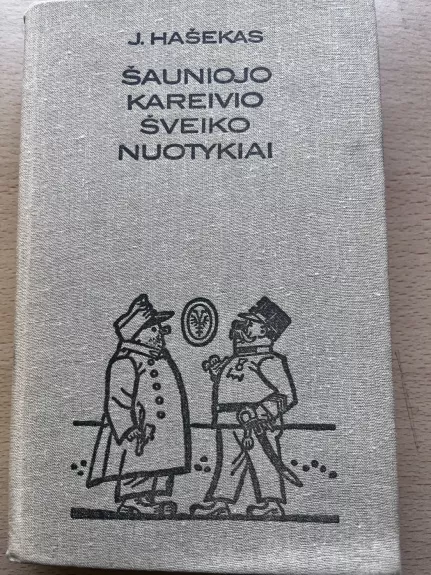 J. HAŠEKAS
ŠAUNIOJO
KAREIVIO
ŠVEIKO
NUOTYKIAI